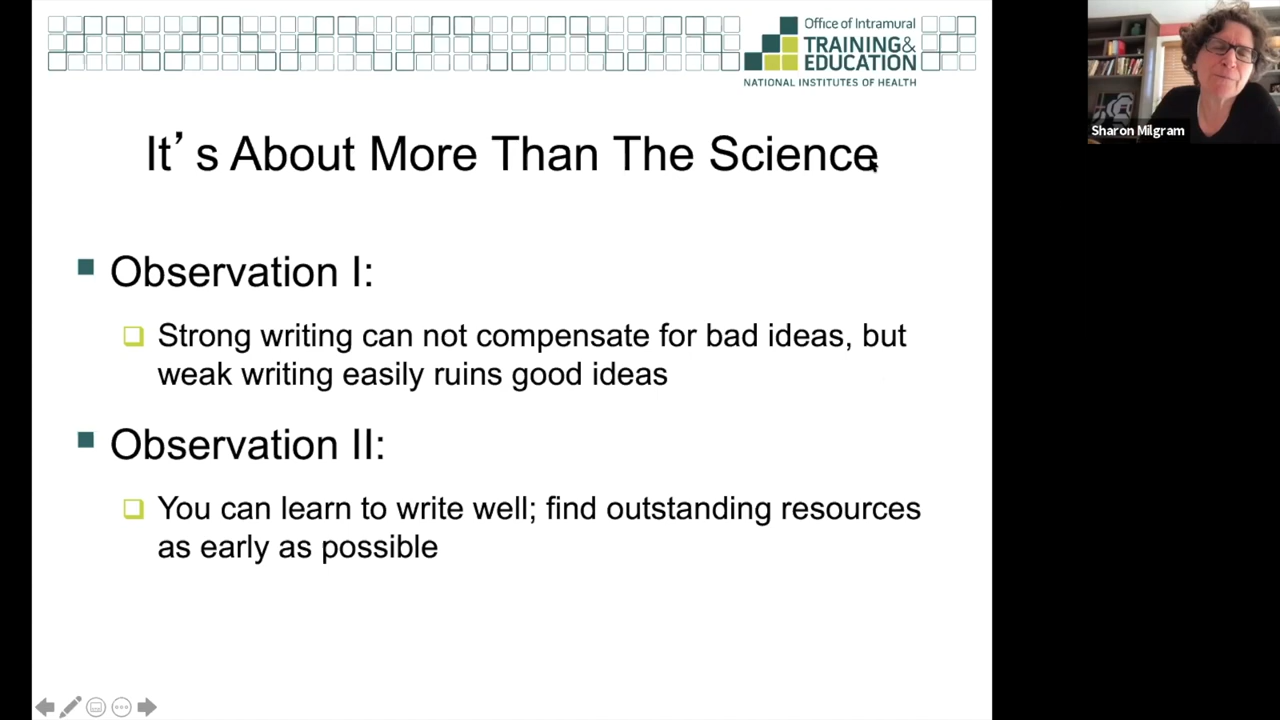 Office of Intramural
TRAINING&
EDUCATION
NATIONAL INSTITUTES OF HEALTH
Sharon Milgram
It’s About More Than The Science
Observation I:
Strong writing can not compensate for bad ideas, but
weak writing easily ruins good ideas
Observation II:
You can learn to write well; find outstanding resources
as early as possible